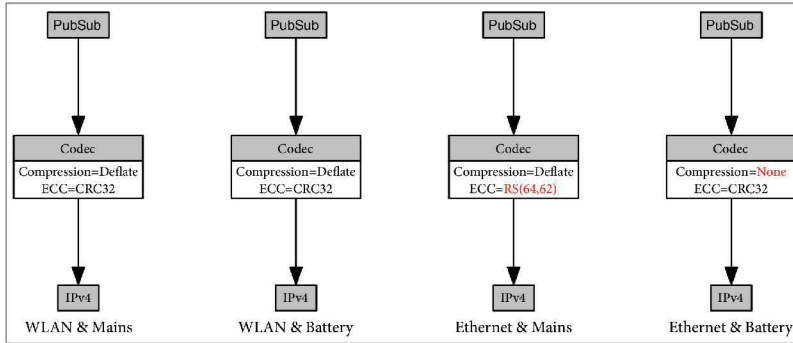 PubSub
Codec
Compression=Deflate
ECC=CRC32
IPv4
WLAN & Mains
PubSub
Codec
Compression=Deflate
ECC=CRC32
IPv4
WLAN & Battery
PubSub
Codec
Compression=Deflate
ECC=RS(64,62)
IPv4
Ethernet & Mains
PubSub
Codec
Compression=None
ECC=CRC32
IPv4
Ethernet & Battery